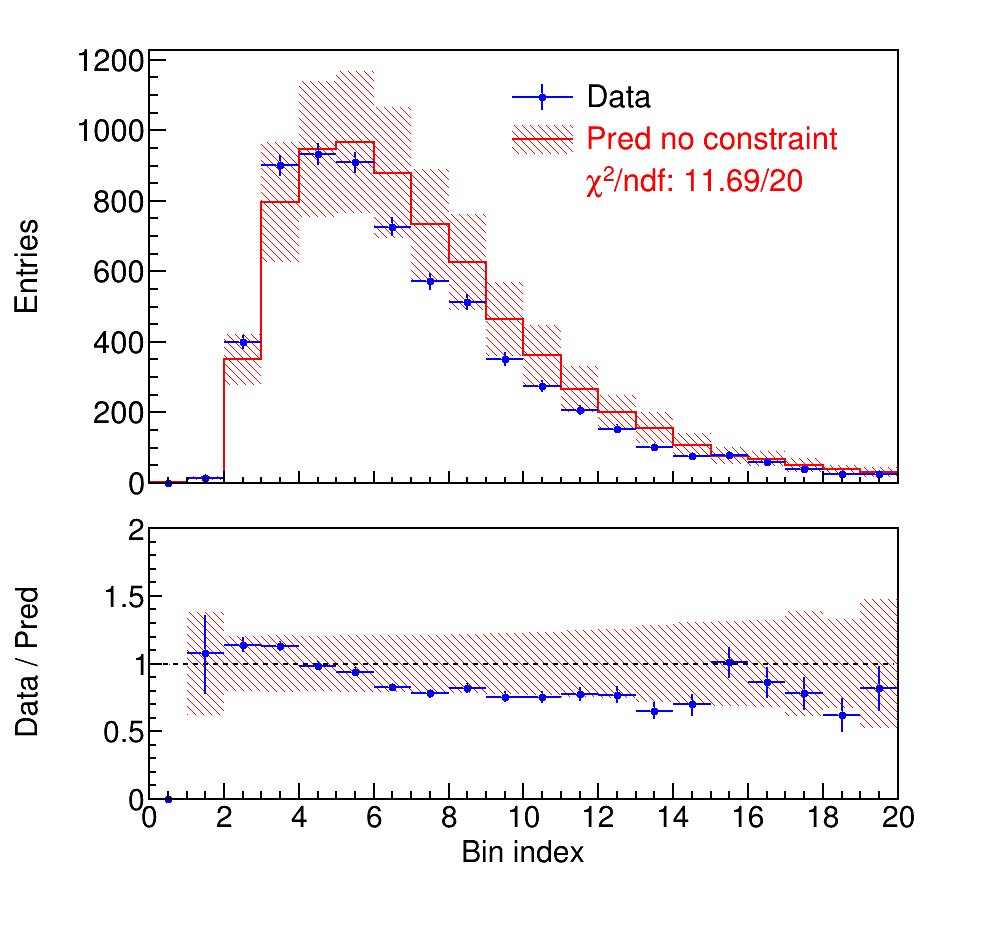 1200
1000
800
600
400
200
0
Entries
Data
Pred no constraint
χ²/ndf: 11.69/20
2
1.5
1
0.5
0
Data / Pred
0 2 4 6 8 10 12 14 16 18 20
Bin index